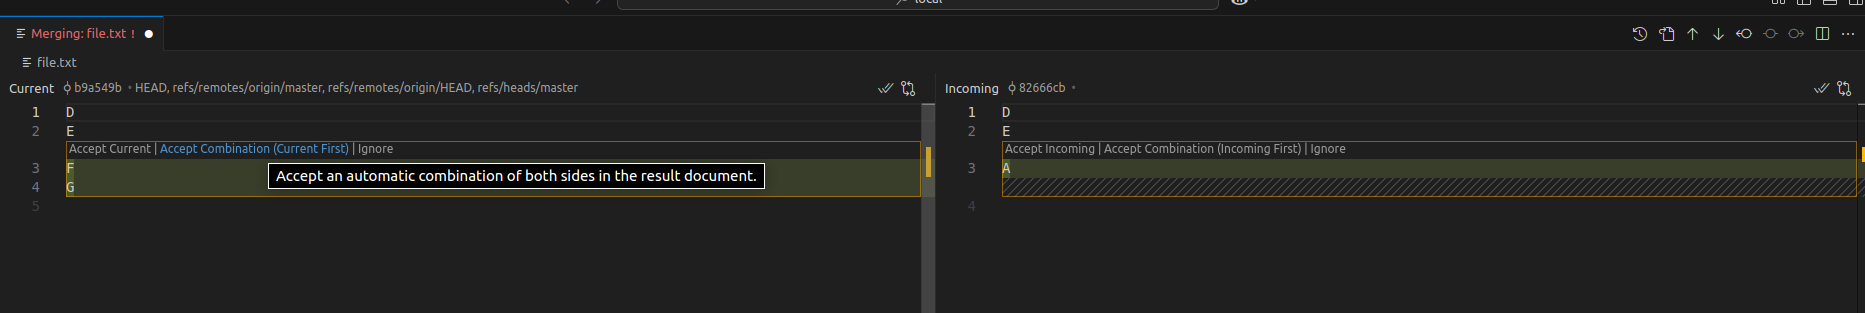 local
Merging: file.txt !
file.txt
Current b9a549b • HEAD, refs/remotes/origin/master, refs/remotes/origin/HEAD, refs/heads/master
1 D
2 E
Accept Current | Accept Combination (Current First) | Ignore
3 F
Accept an automatic combination of both sides in the result document.
4 G
5
Incoming 82666cb •
1 D
2 E
Accept Incoming | Accept Combination (Incoming First) | Ignore
3 A
4